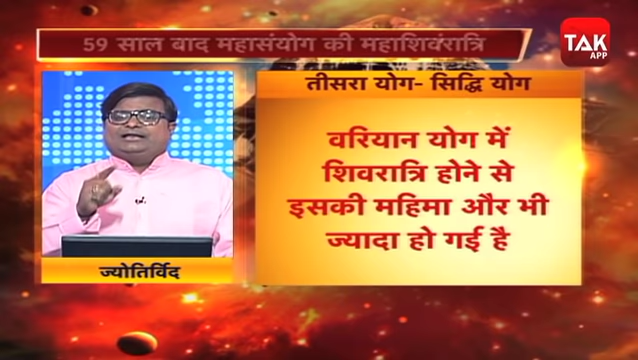 59 साल बाद महासंयोग की महाशिवरात्रि
TAK
APP
तीसरा योग- सिद्धि योग
वरियान योग में
शिवरात्रि होने से
इसकी महिमा और भी
ज्यादा हो गई है
ज्योतिर्विद